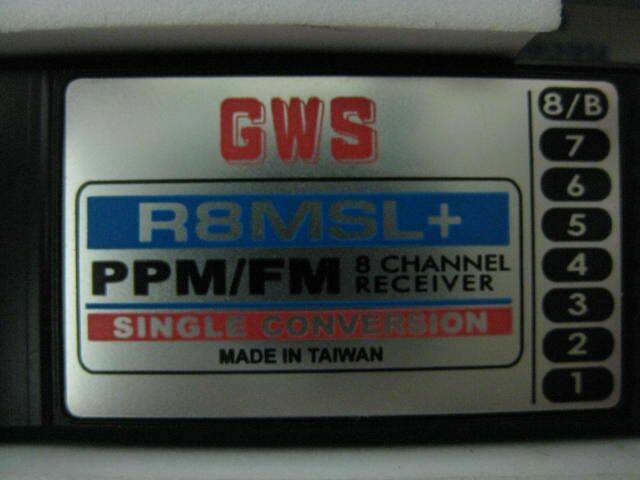 GWS
R8MSL+
PPM/FM 8 CHANNEL RECEIVER
SINGLE CONVERSION
MADE IN TAIWAN
8/B
7
6
5
4
3
2
1